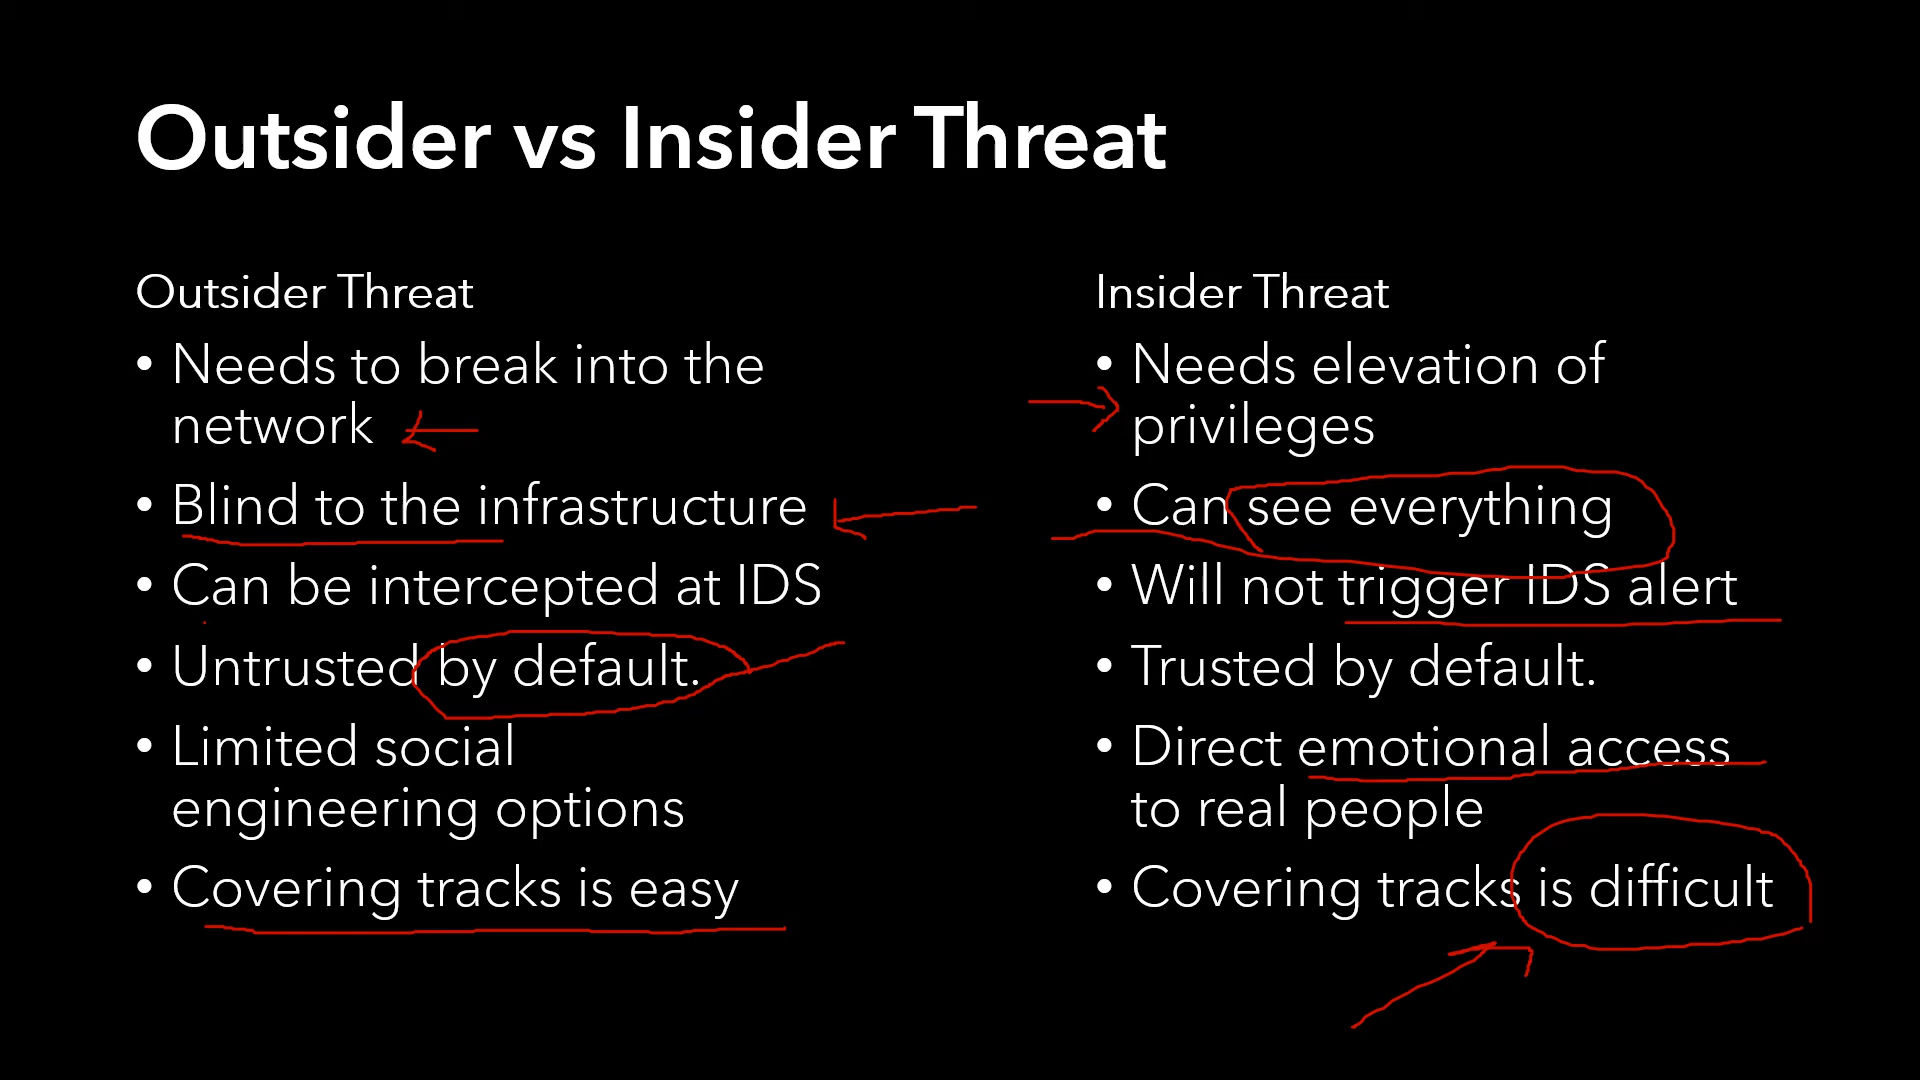 Outsider vs Insider Threat
Outsider Threat
• Needs to break into the
network
• Blind to the infrastructure
• Can be intercepted at IDS
• Untrusted by default.
• Limited social
engineering options
• Covering tracks is easy
Insider Threat
• Needs elevation of
privileges
• Can see everything
• Will not trigger IDS alert
• Trusted by default.
• Direct emotional access
to real people
• Covering tracks is difficult